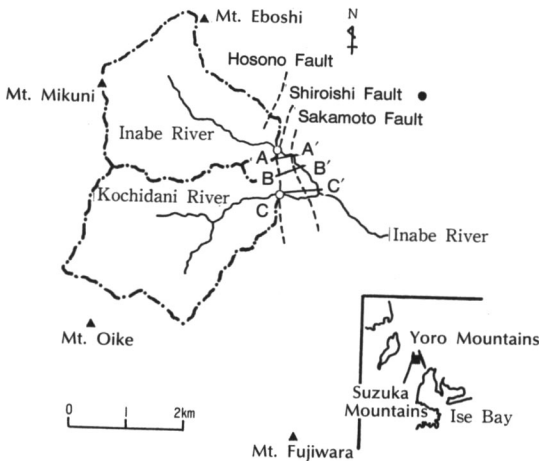 Mt. Eboshi
N
Hosono Fault
Mt. Mikuni
Shiroishi Fault
Sakamoto Fault
Inabe River
A A′
B B′
Kochidani River
C C′
Inabe River
Mt. Oike
Yoro Mountains
Suzuka
Mountains
Ise Bay
0 1 2km
Mt. Fujiwara